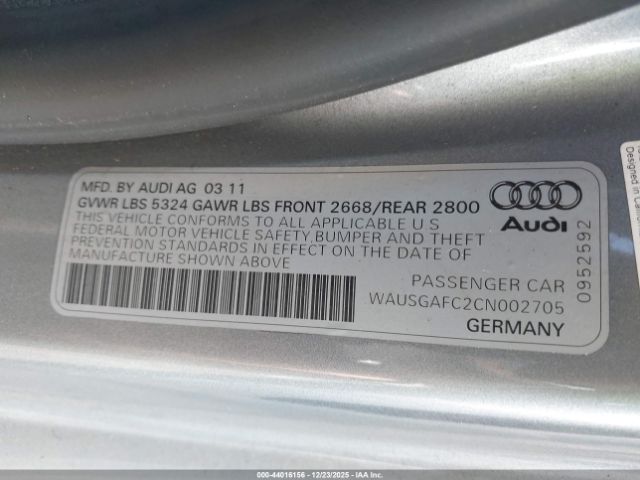 MFD. BY AUDI AG 03 11
GVWR LBS 5324 GAWR LBS FRONT 2668/REAR 2800
THIS VEHICLE CONFORMS TO ALL APPLICABLE U S
FEDERAL MOTOR VEHICLE SAFETY, BUMPER AND THEFT
PREVENTION STANDARDS IN EFFECT ON THE DATE OF
MANUFACTURE SHOWN ABOVE
Audi
PASSENGER CAR
WAUSGAFC2CN002705
GERMANY
0952592
000-44016156 - 12/23/2025 - COPYRIGHT IAA, LLC.